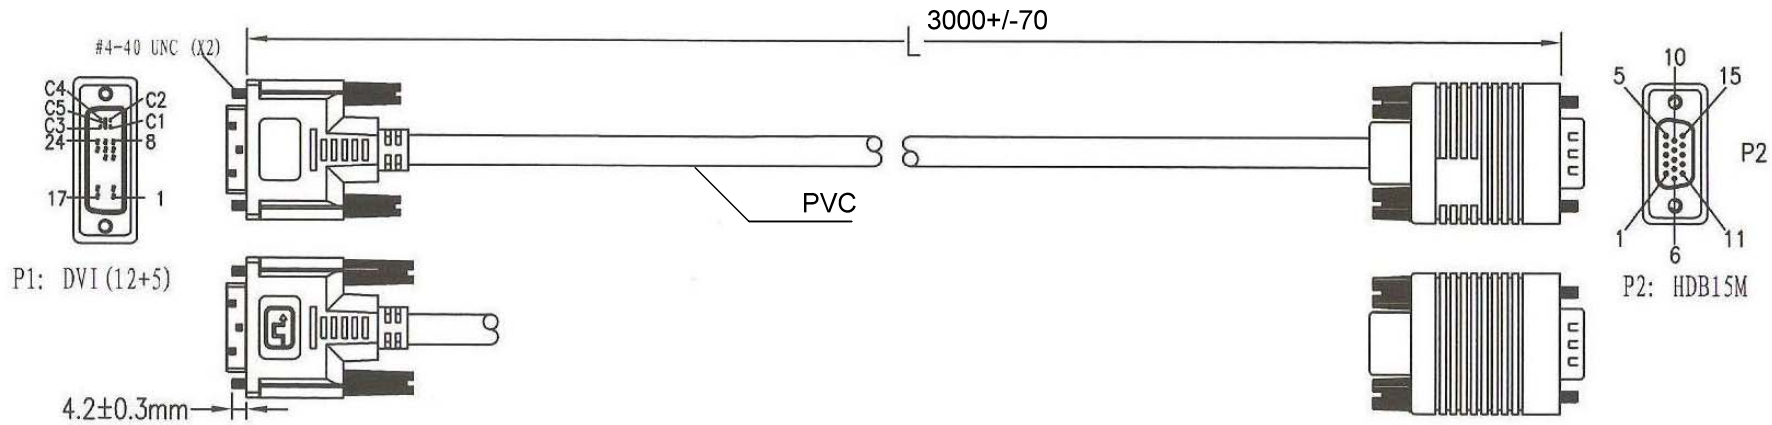 3000+/-70
L
#4-40 UNC (X2)
C4
C5
C3
24
17
C2
C1
8
1
P1: DVI(12+5)
PVC
4.2±0.3mm
10
5
15
P2
1
11
6
P2: HDB15M